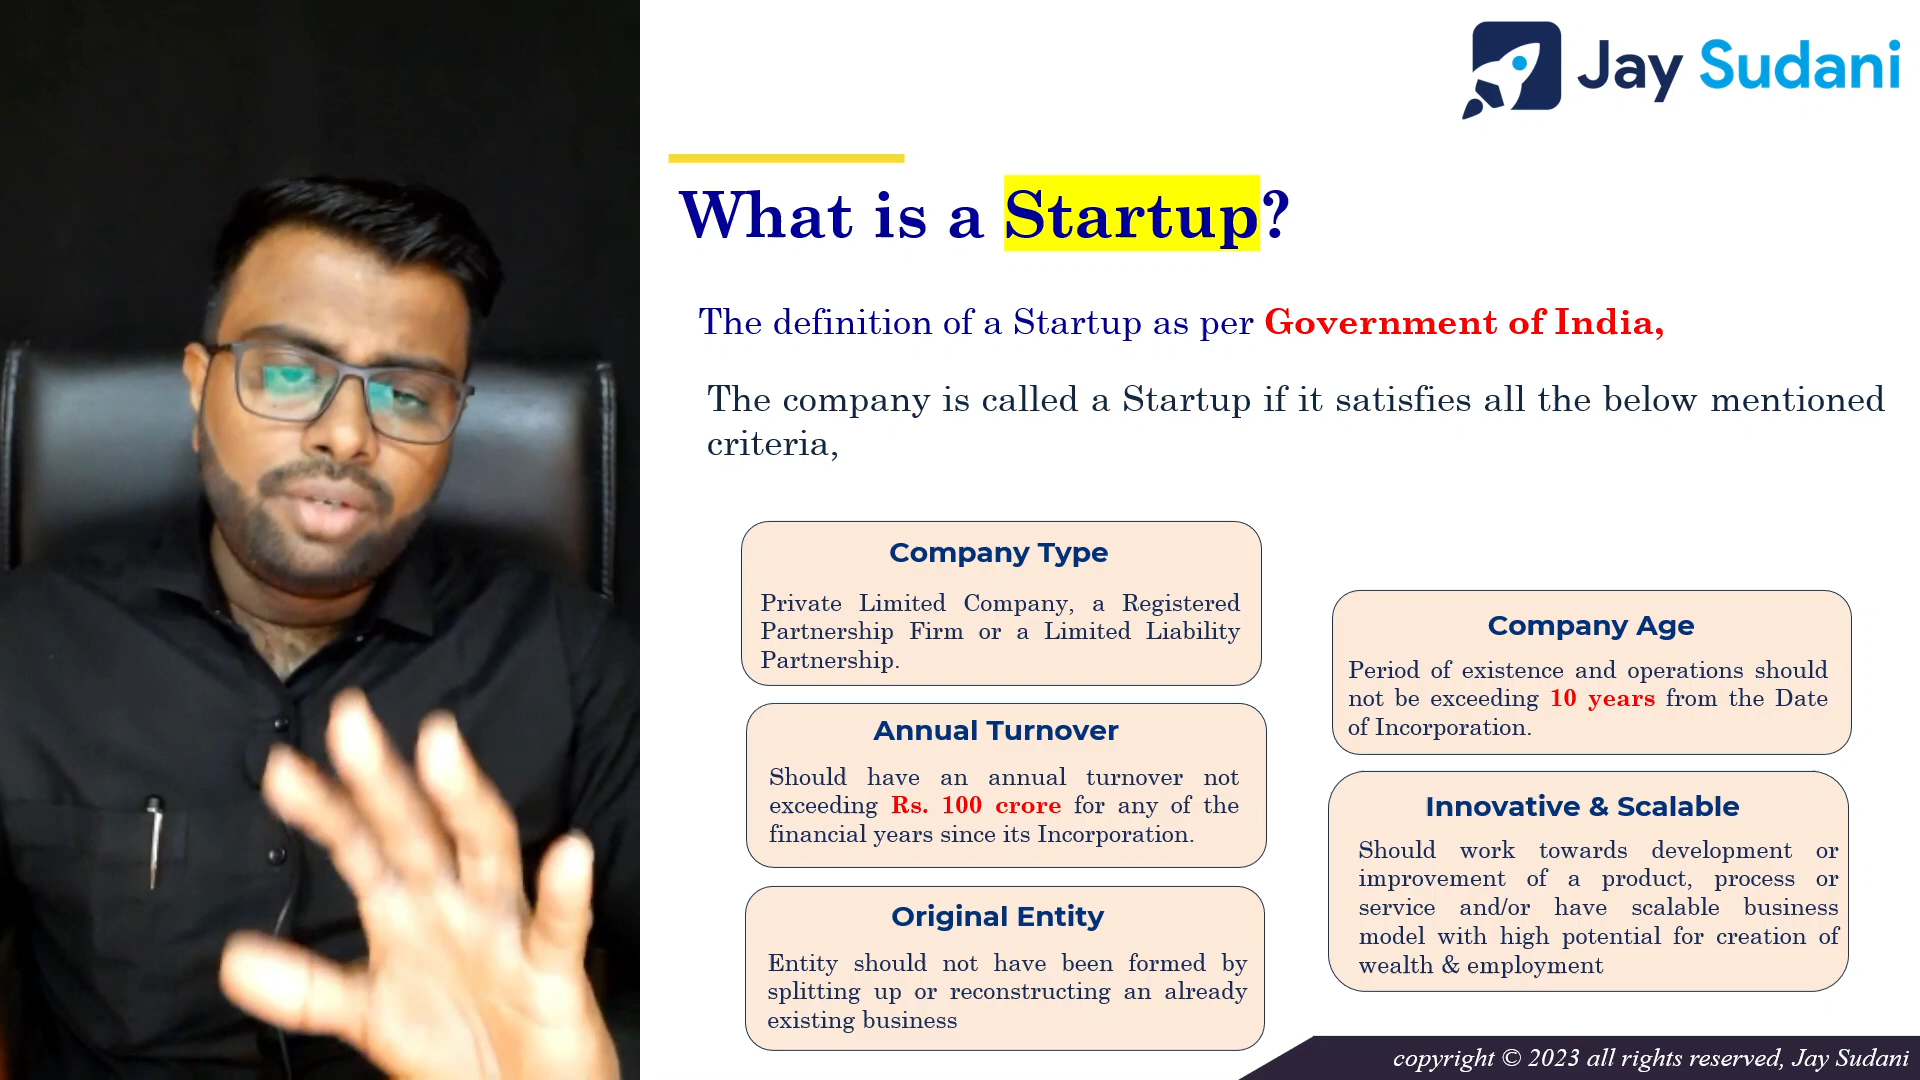 Jay Sudani
What is a Startup?
The definition of a Startup as per Government of India,
The company is called a Startup if it satisfies all the below mentioned
criteria,
Company Type
Private Limited Company, a Registered
Partnership Firm or a Limited Liability
Partnership.
Annual Turnover
Should have an annual turnover not
exceeding Rs. 100 crore for any of the
financial years since its Incorporation.
Original Entity
Entity should not have been formed by
splitting up or reconstructing an already
existing business
Company Age
Period of existence and operations should
not be exceeding 10 years from the Date
of Incorporation.
Innovative & Scalable
Should work towards development or
improvement of a product, process or
service and/or have scalable business
model with high potential for creation of
wealth & employment
copyright © 2023 all rights reserved, Jay Sudani